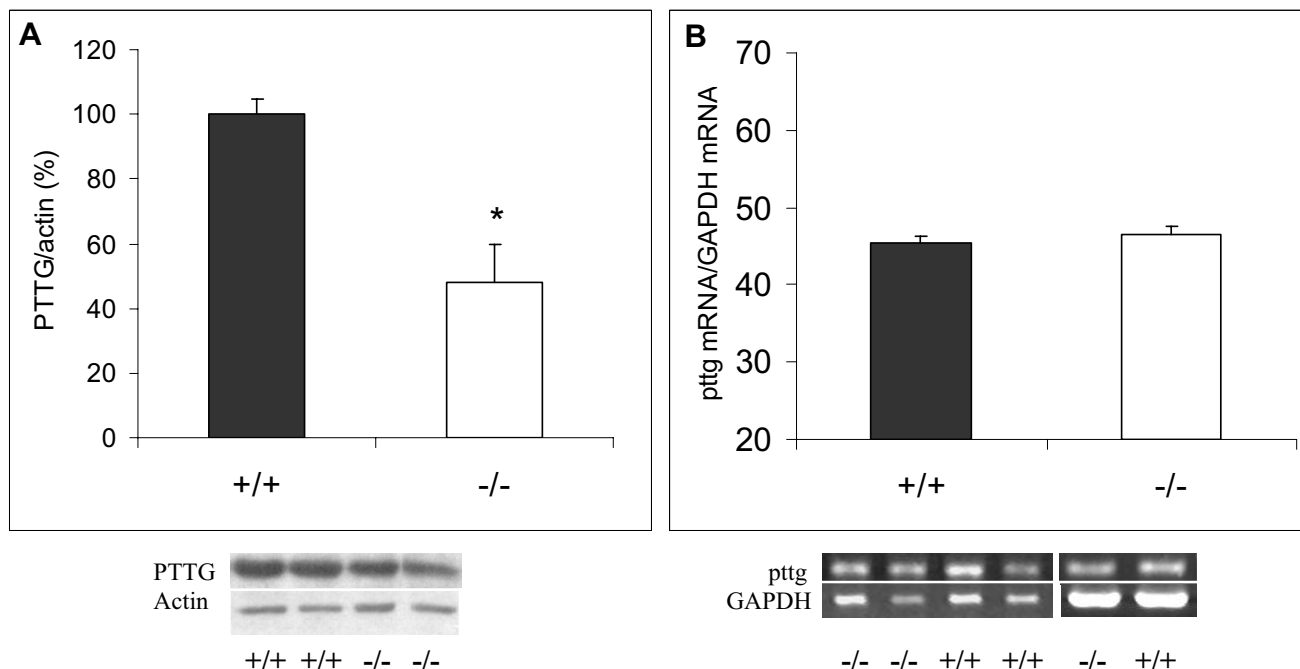 A
PTTG/actin (%)
120
100
80
60
40
20
0
*
+/+ -/-
PTTG
Actin
+/+ +/+ -/- -/-
B
pttg mRNA/GAPDH mRNA
70
60
50
40
30
20
+/+ -/-
pttg
GAPDH
-/- -/- +/+ +/+ -/- +/+